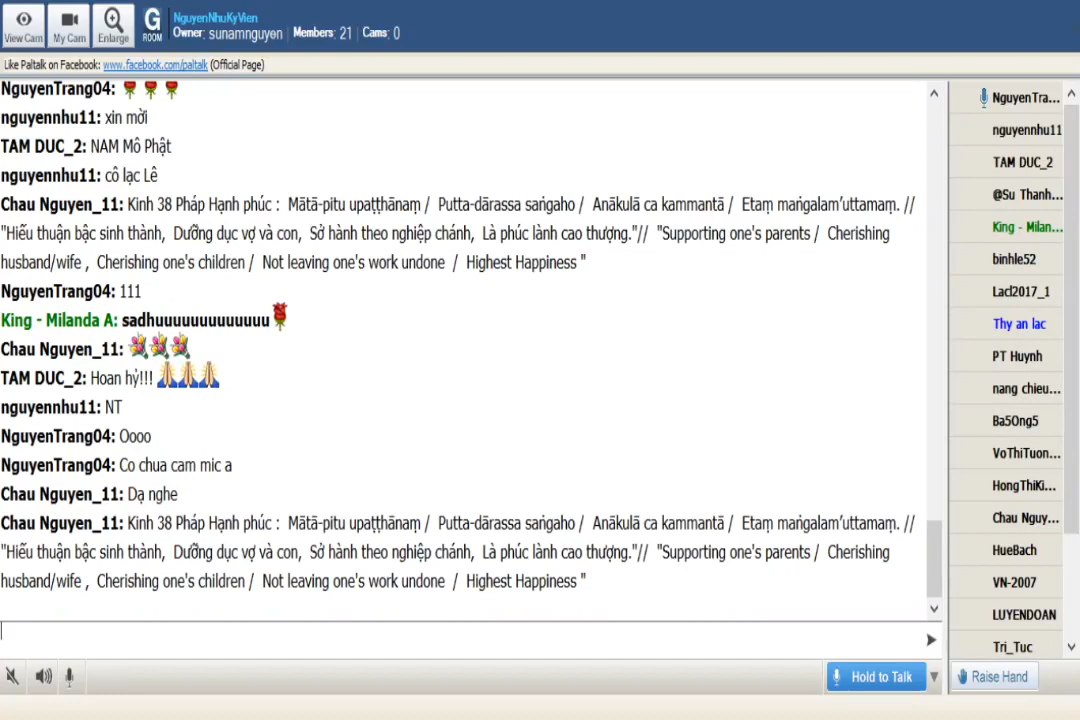 View Cam
My Cam
Enlarge
G
ROOM
NguyenNhuKyVien
Owner: sunamnguyen
Members: 21
Cams: 0
Like Paltalk on Facebook: www.facebook.com/paltalk (Official Page)
NguyenTrang04:
nguyennhu11: xin mời
TAM DUC_2: NAM Mô Phật
nguyennhu11: cô lạc Lê
Chau Nguyen_11: Kinh 38 Pháp Hạnh phúc : Mātā-pitu upaṭṭhānaṃ / Putta-dārassa saṅgaho / Anākulā ca kammantā / Etaṃ maṅgalam’uttamaṃ. //
"Hiếu thuận bậc sinh thành, Dưỡng dục vợ và con, Sở hành theo nghiệp chánh, Là phúc lành cao thượng."// "Supporting one's parents / Cherishing
husband/wife , Cherishing one's children / Not leaving one's work undone / Highest Happiness "
NguyenTrang04: 111
King - Milanda A: sadhuuuuuuuuuuuuu
Chau Nguyen_11:
TAM DUC_2: Hoan hỷ!!!
nguyennhu11: NT
NguyenTrang04: Oooo
NguyenTrang04: Co chua cam mic a
Chau Nguyen_11: Dạ nghe
Chau Nguyen_11: Kinh 38 Pháp Hạnh phúc : Mātā-pitu upaṭṭhānaṃ / Putta-dārassa saṅgaho / Anākulā ca kammantā / Etaṃ maṅgalam’uttamaṃ. //
"Hiếu thuận bậc sinh thành, Dưỡng dục vợ và con, Sở hành theo nghiệp chánh, Là phúc lành cao thượng."// "Supporting one's parents / Cherishing
husband/wife , Cherishing one's children / Not leaving one's work undone / Highest Happiness "
Hold to Talk
NguyenTra...
nguyennhu11
TAM DUC_2
@Su Thanh...
King - Milan...
binhle52
Lacl2017_1
Thy an lac
PT Huynh
nang chieu...
Ba5Ong5
VoThiTuon...
HongThiKi...
Chau Nguy...
HueBach
VN-2007
LUYENDOAN
Tri_Tuc
Raise Hand